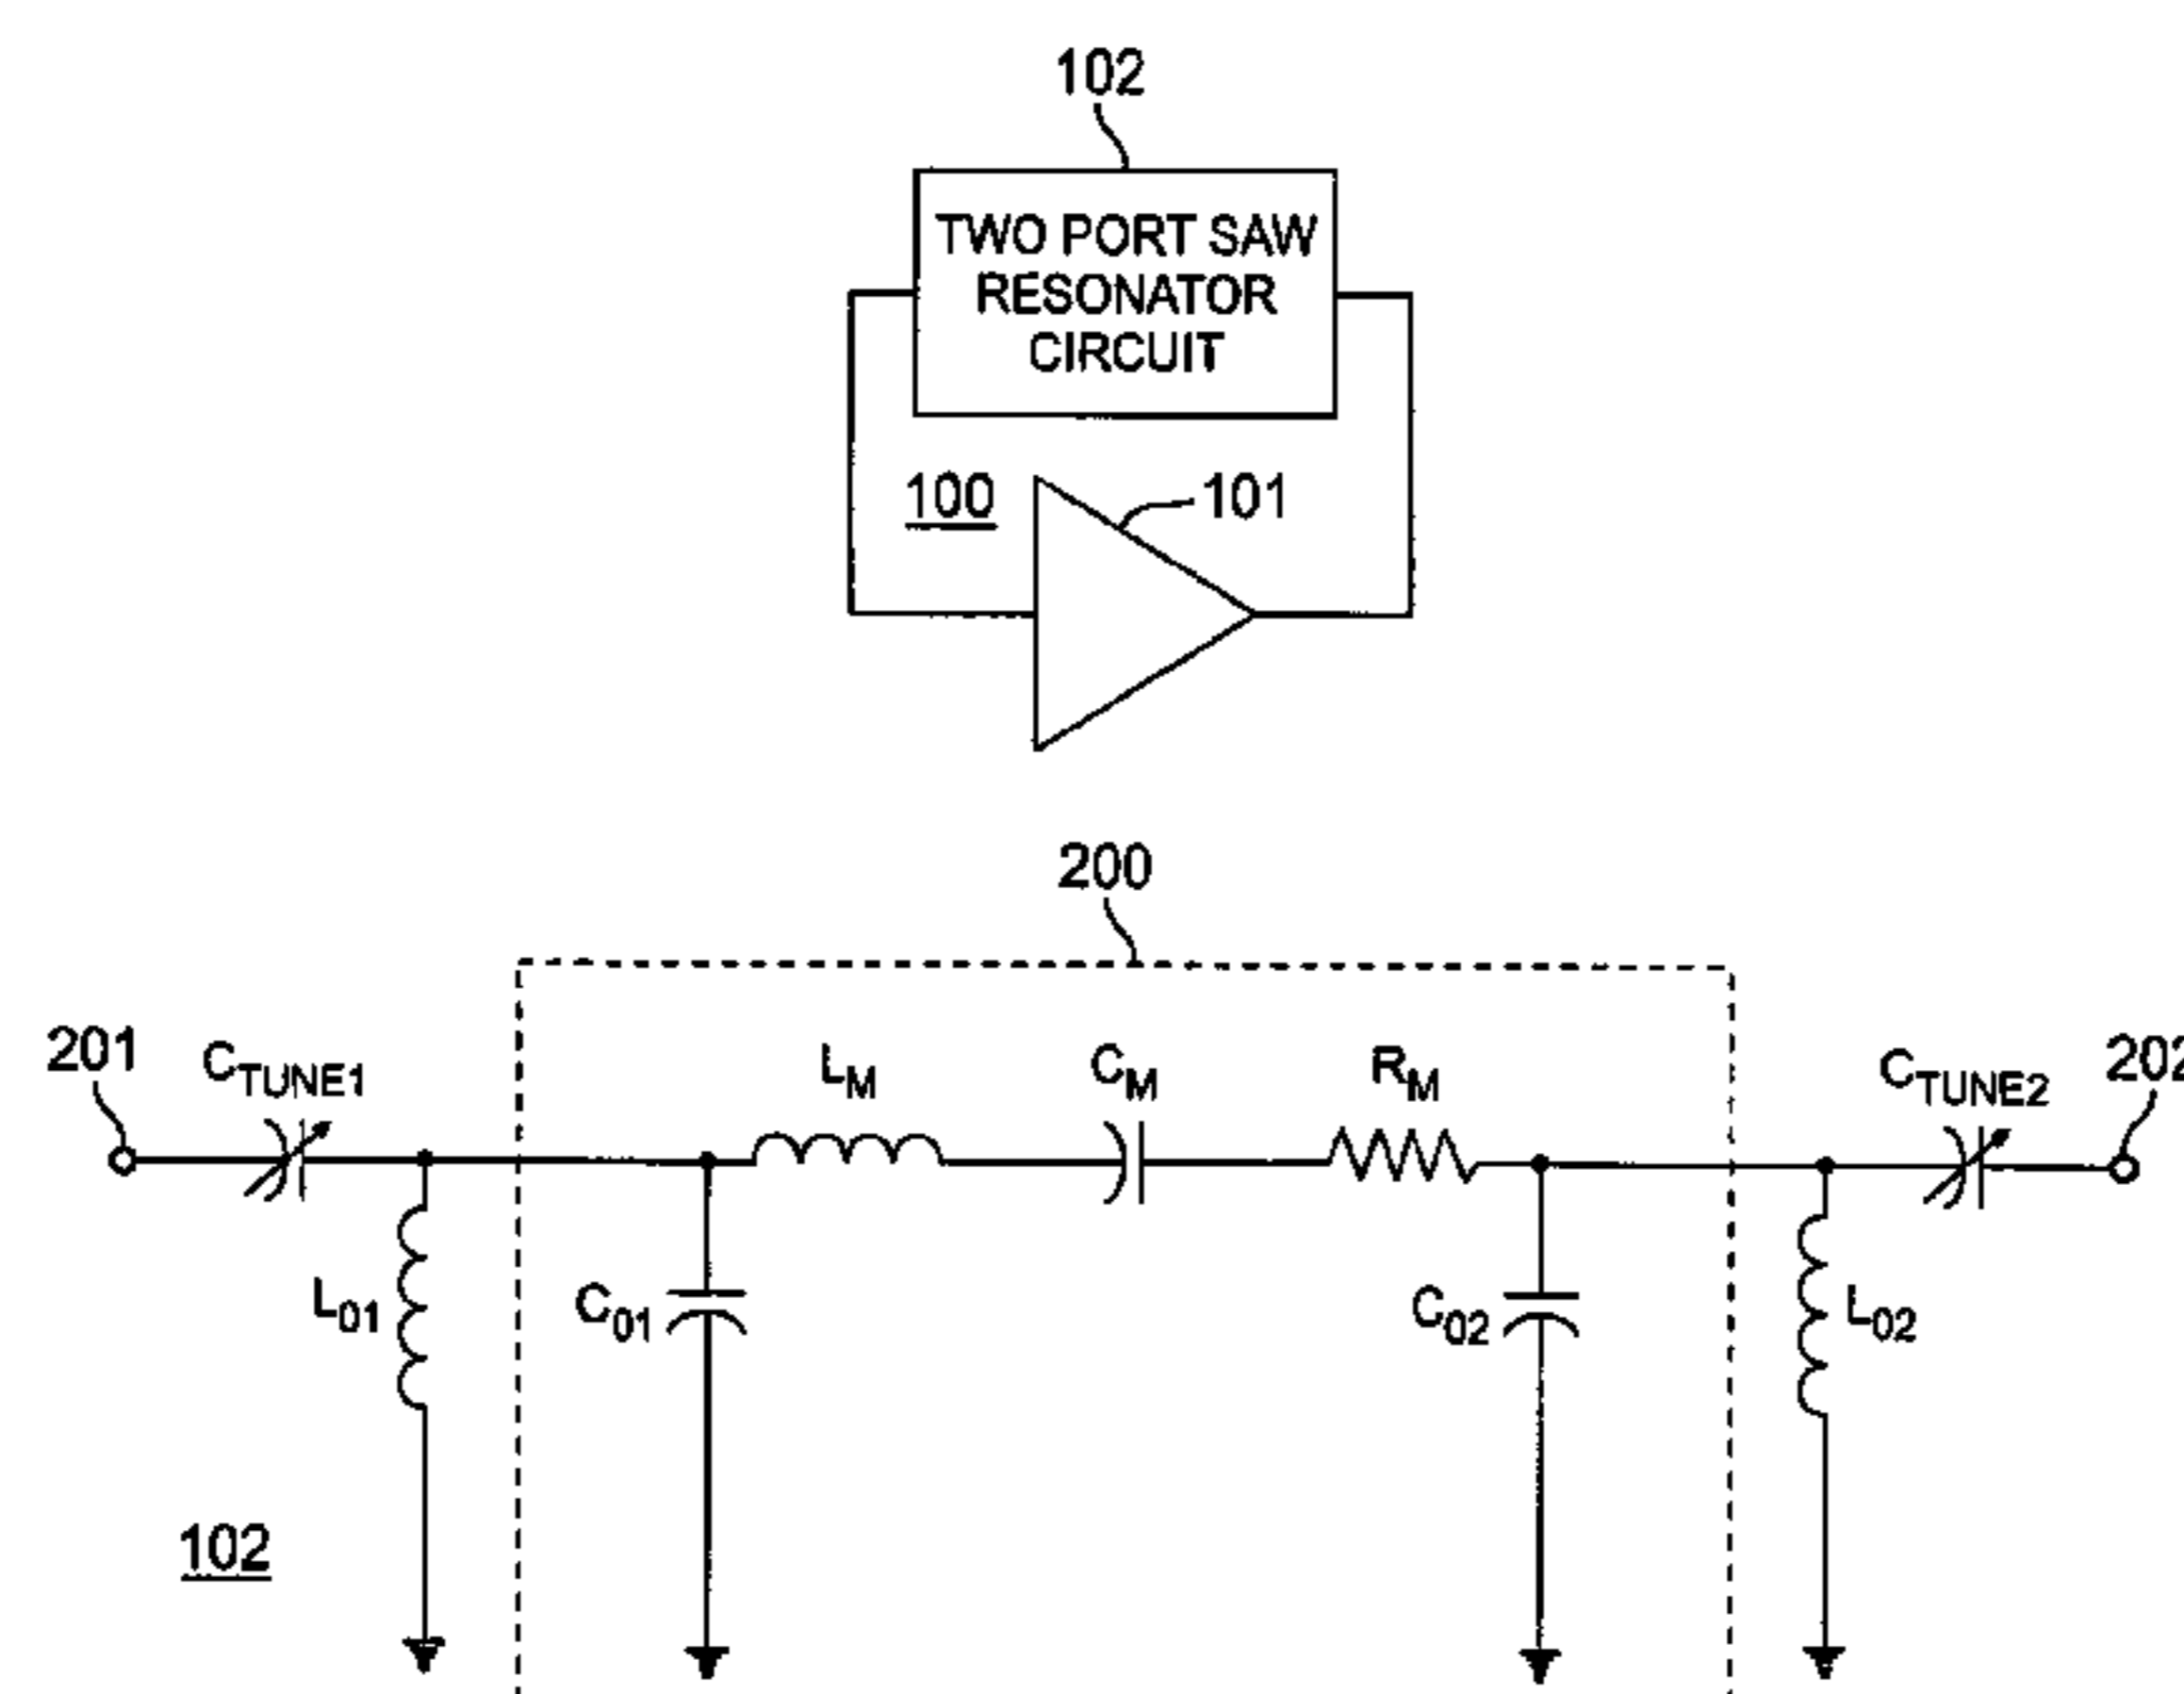 102
TWO PORT SAW
RESONATOR
CIRCUIT
100
101
200
201
CTUNE1
LM
CM
RM
CTUNE2
202
L01
C01
C02
L02
102